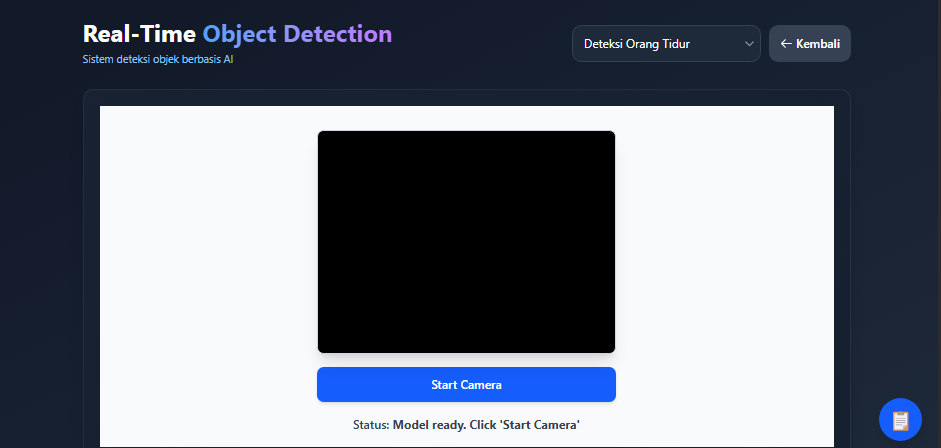 Real-Time Object Detection
Sistem deteksi objek berbasis AI
Deteksi Orang Tidur
← Kembali
Start Camera
Status: Model ready. Click 'Start Camera'